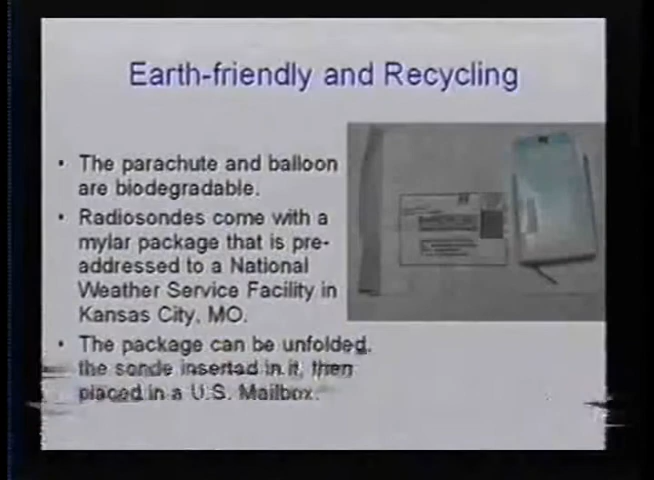 Earth-friendly and Recycling
• The parachute and balloon
are biodegradable.
• Radiosondes come with a
mylar package that is pre-
addressed to a National
Weather Service Facility in
Kansas City, MO.
• The package can be unfolded,
the sonde inserted in it, then
placed in a U.S. Mailbox.